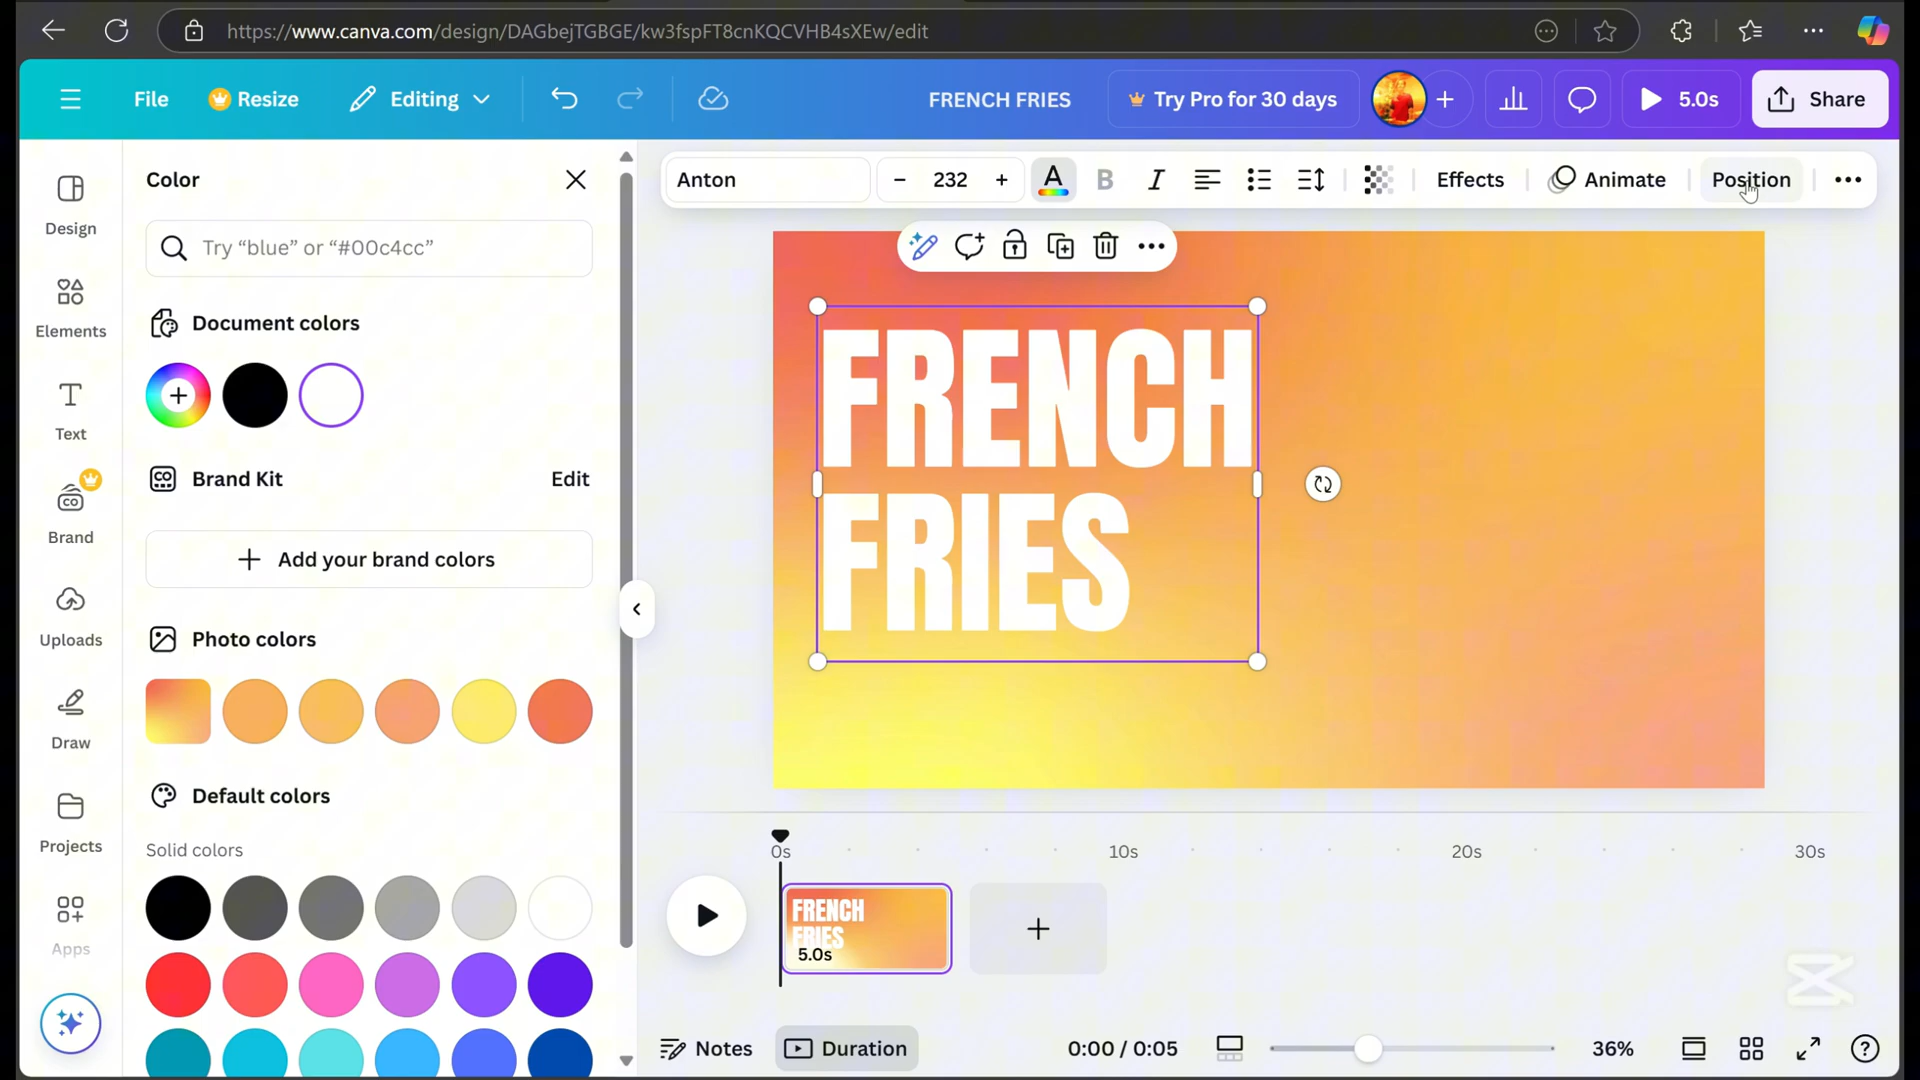 https://www.canva.com/design/DAGbejTGBGE/kw3fspFT8cnKQCVHB4sXEw/edit
File
Resize
Editing
FRENCH FRIES
Try Pro for 30 days
5.0s
Share
Design
Elements
Text
Brand
Uploads
Draw
Projects
Apps
Color
Try “blue” or “#00c4cc”
Document colors
Brand Kit
Edit
Add your brand colors
Photo colors
Default colors
Solid colors
Anton
232
A
B
I
Effects
Animate
Position
FRENCH
FRIES
0s
10s
20s
30s
FRENCH
FRIES
5.0s
Notes
Duration
0:00 / 0:05
36%